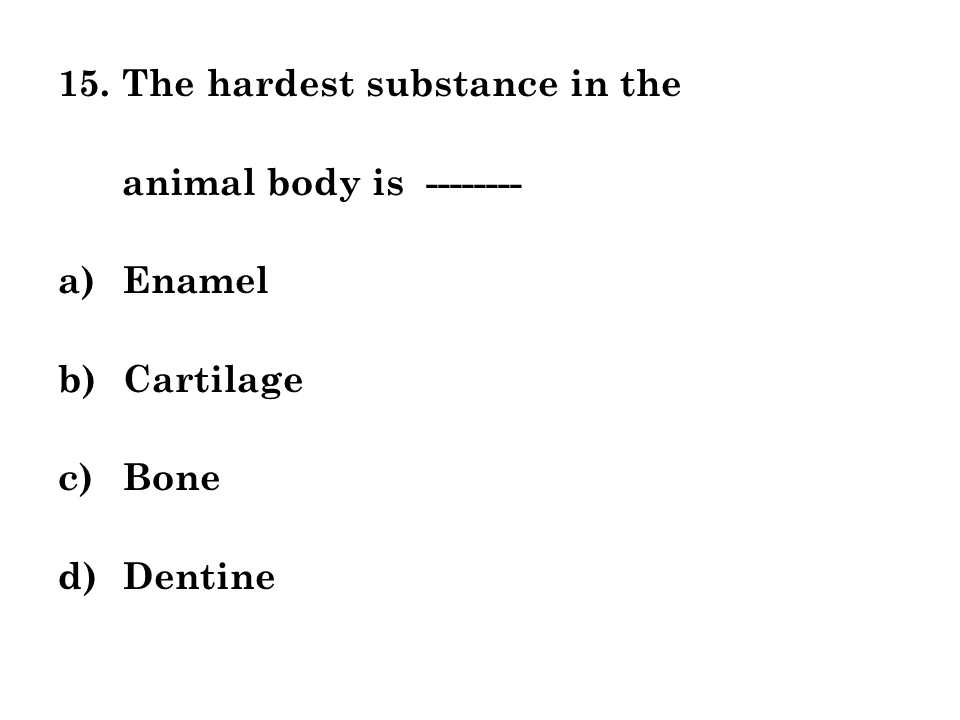 15. The hardest substance in the
animal body is --------
a) Enamel
b) Cartilage
c) Bone
d) Dentine